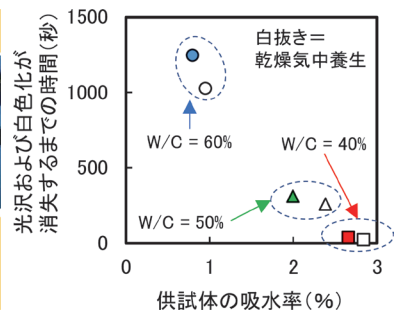 光沢および白色化が
消失するまでの時間(秒)
1500
1000
500
0
白抜き＝
乾燥気中養生
W/C = 60%
W/C = 40%
W/C = 50%
0
1
2
3
供試体の吸水率(%)